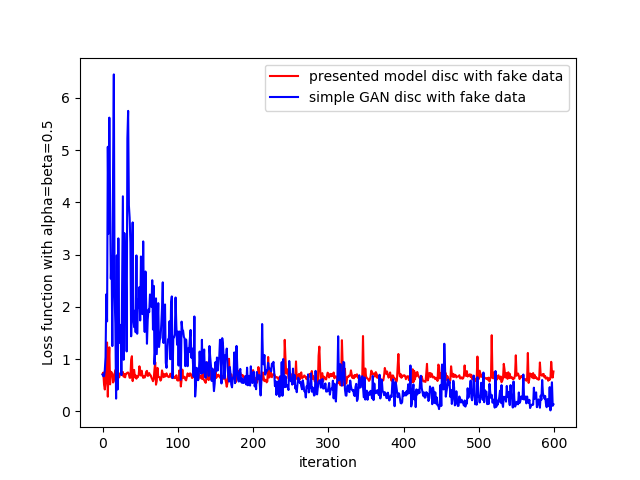 presented model disc with fake data
simple GAN disc with fake data
Loss function with alpha=beta=0.5
6
5
4
3
2
1
0
0 100 200 300 400 500 600
iteration